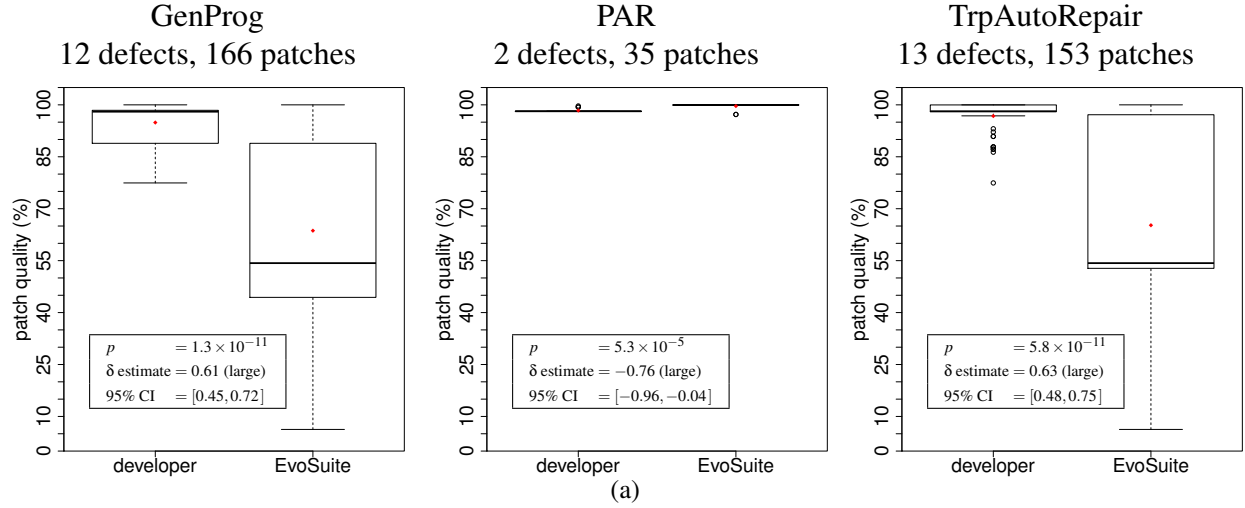 GenProg
12 defects, 166 patches
patch quality (%)
100
85
70
55
40
25
10
0
p = 1.3 × 10⁻¹¹
δ estimate = 0.61 (large)
95% CI = [0.45, 0.72]
developer EvoSuite
PAR
2 defects, 35 patches
patch quality (%)
100
85
70
55
40
25
10
0
p = 5.3 × 10⁻⁵
δ estimate = −0.76 (large)
95% CI = [−0.96, −0.04]
developer EvoSuite
TrpAutoRepair
13 defects, 153 patches
patch quality (%)
100
85
70
55
40
25
10
0
p = 5.8 × 10⁻¹¹
δ estimate = 0.63 (large)
95% CI = [0.48, 0.75]
developer EvoSuite
(a)